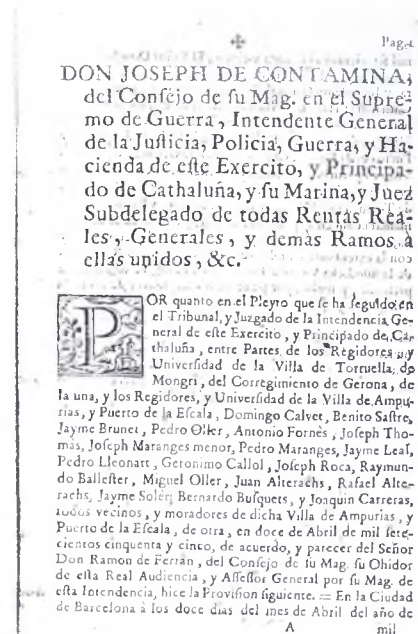 Pag. 1
DON JOSEPH DE CONTAMINA,
del Conſejo de ſu Mag. en el Supre-
mo de Guerra, Intendente General
de la Juſticia, Policia, Guerra, y Ha-
cienda de eſte Exercito, y Principa-
do de Cathaluña, y ſu Marina, y Juez
Subdelegado de todas Rentas Rea-
les, Generales, y demàs Ramos à
ellas unidos, &c.
POR quanto en el Pleyto que ſe ha ſeguido en
el Tribunal, y Juzgado de la Intendencia Ge-
neral de eſte Exercito, y Principado de Ca-
thaluña, entre Partes de los Regidores, y
Univerſidad de la Villa de Torruella de
Mongri, del Corregimiento de Gerona, de
la una, y los Regidores, y Univerſidad de la Villa de Ampu-
rias, y Puerto de la Eſcala, Domingo Calvet, Benito Saſtre,
Jayme Brunet, Pedro Oller, Antonio Fornès, Joſeph Tho-
màs, Joſeph Maranges menor, Pedro Maranges, Jayme Leaſ,
Pedro Lleonart, Geronimo Callol, Joſeph Roca, Raymun-
do Balleſter, Miguel Oller, Juan Alterachs, Rafael Alte-
rachs, Jayme Soler, Bernardo Buſquets, y Joaquin Carreras,
todos vecinos, y moradores de dicha Villa de Ampurias, y
Puerto de la Eſcala, de otra, en doce de Abril de mil ſete-
cientos cinquenta y cinco, de acuerdo, y parecer del Señor
Don Ramon de Ferràn, del Conſejo de ſu Mag. ſu Ohidor
de eſta Real Audiencia, y Aſſeſſor General por ſu Mag. de
eſta Intendencia, hice la Proviſion ſiguiente. = En la Ciudad
de Barcelona à los doce dias del mes de Abril del año de
A mil